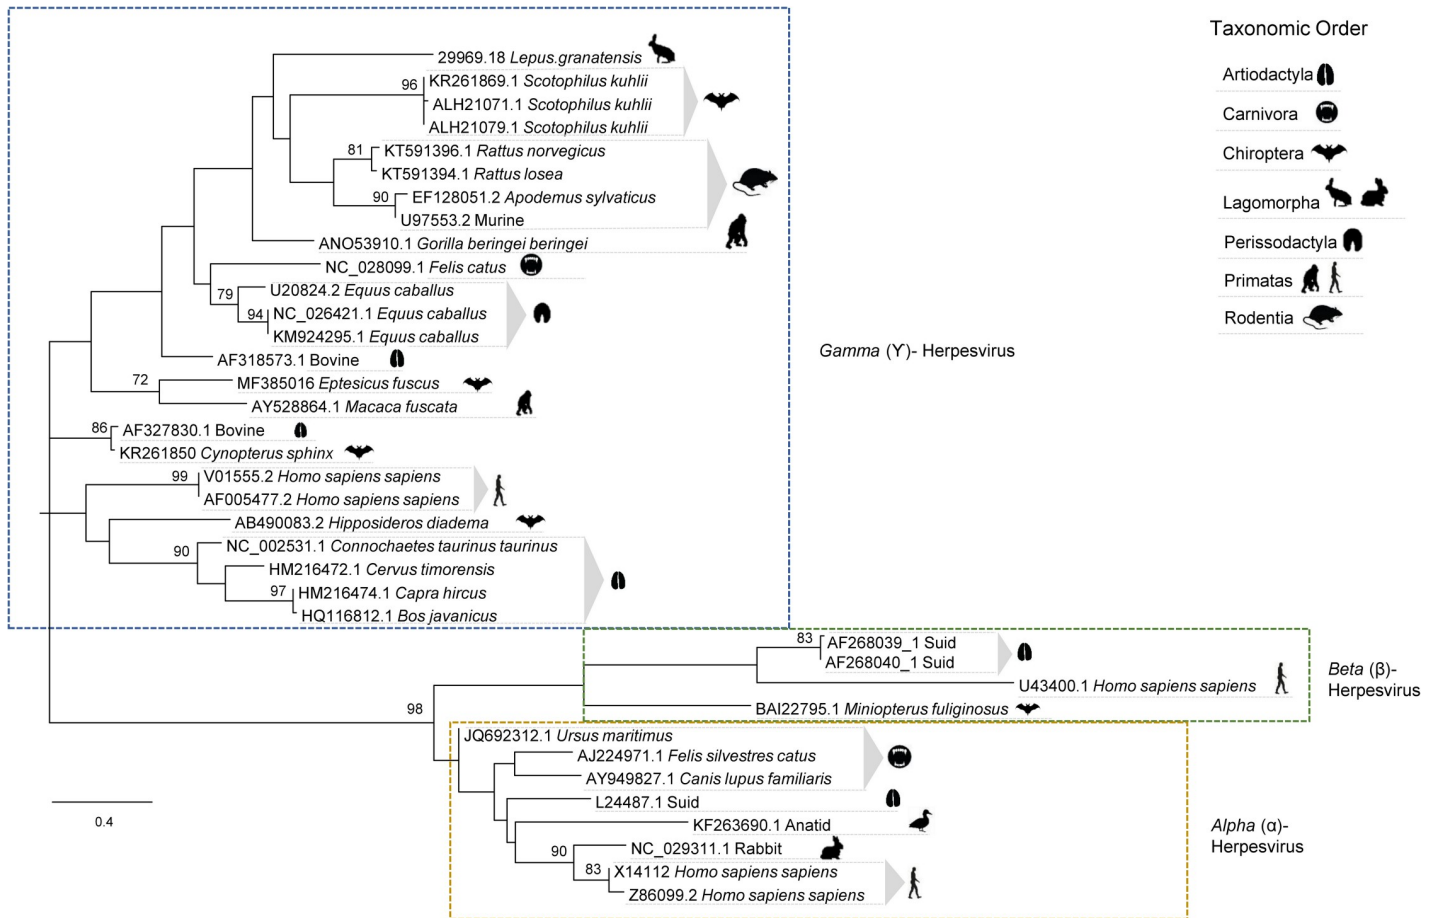 Taxonomic Order
Artiodactyla
Carnivora
Chiroptera
Lagomorpha
Perissodactyla
Primatas
Rodentia
29969.18 Lepus.granatensis
96
KR261869.1 Scotophilus kuhlii
ALH21071.1 Scotophilus kuhlii
ALH21079.1 Scotophilus kuhlii
81
KT591396.1 Rattus norvegicus
KT591394.1 Rattus losea
90
EF128051.2 Apodemus sylvaticus
U97553.2 Murine
ANO53910.1 Gorilla beringei beringei
NC_028099.1 Felis catus
79
U20824.2 Equus caballus
94
NC_026421.1 Equus caballus
KM924295.1 Equus caballus
AF318573.1 Bovine
72
MF385016 Eptesicus fuscus
AY528864.1 Macaca fuscata
86
AF327830.1 Bovine
KR261850 Cynopterus sphinx
99
V01555.2 Homo sapiens sapiens
AF005477.2 Homo sapiens sapiens
AB490083.2 Hipposideros diadema
90
NC_002531.1 Connochaetes taurinus taurinus
HM216472.1 Cervus timorensis
97
HM216474.1 Capra hircus
HQ116812.1 Bos javanicus
Gamma (ϒ)- Herpesvirus
83
AF268039_1 Suid
AF268040_1 Suid
U43400.1 Homo sapiens sapiens
BAI22795.1 Miniopterus fuliginosus
Beta (β)-
Herpesvirus
98
JQ692312.1 Ursus maritimus
AJ224971.1 Felis silvestres catus
AY949827.1 Canis lupus familiaris
L24487.1 Suid
KF263690.1 Anatid
90
NC_029311.1 Rabbit
83
X14112 Homo sapiens sapiens
Z86099.2 Homo sapiens sapiens
Alpha (α)-
Herpesvirus
0.4